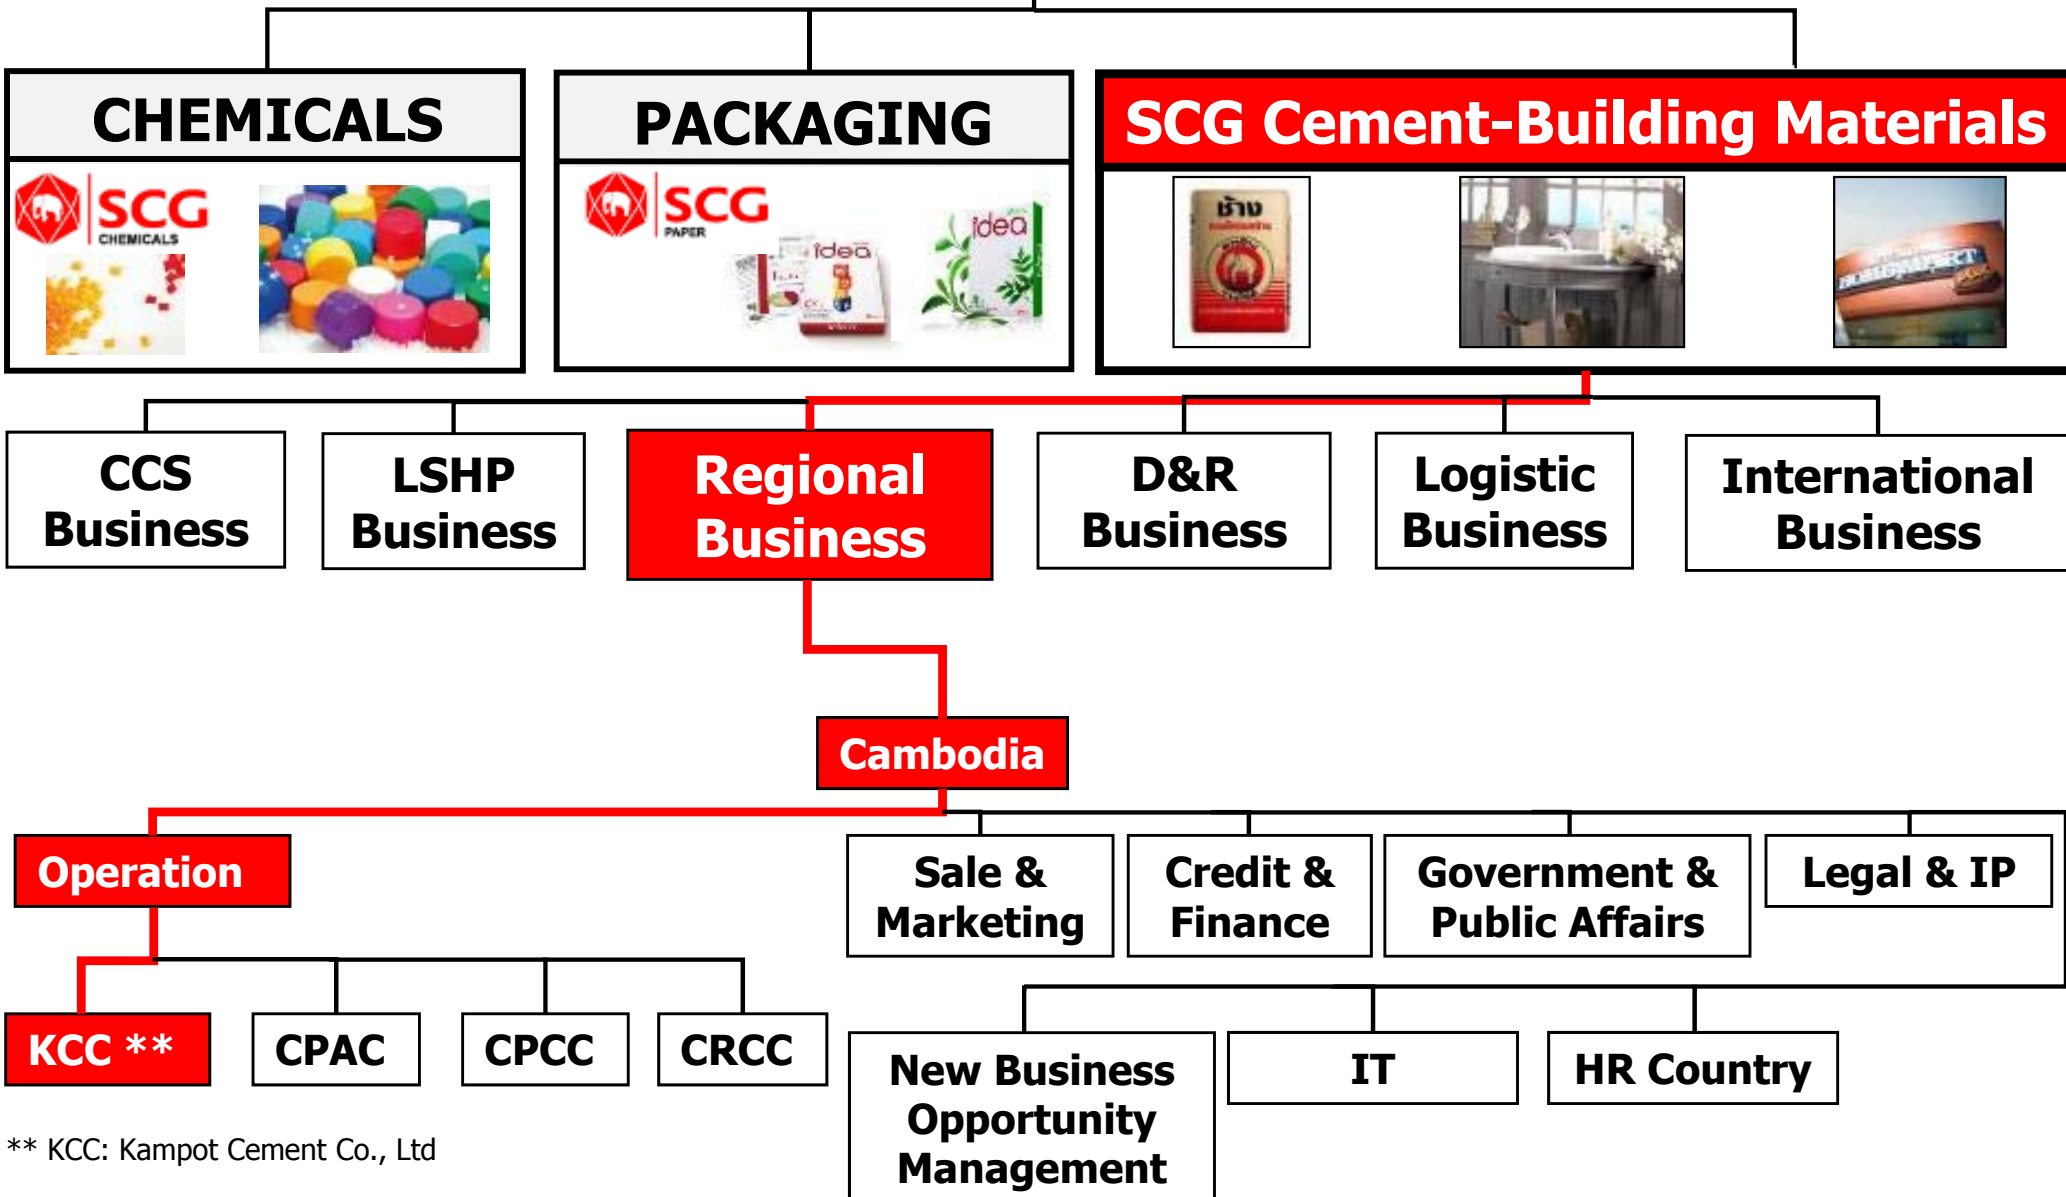 CHEMICALS
PACKAGING
SCG Cement-Building Materials
SCG
CHEMICALS
SCG
PAPER
idea
idea
ช้าง
CCS
Business
LSHP
Business
Regional
Business
D&R
Business
Logistic
Business
International
Business
Cambodia
Operation
Sale &
Marketing
Credit &
Finance
Government &
Public Affairs
Legal & IP
KCC **
CPAC
CPCC
CRCC
New Business
Opportunity
Management
IT
HR Country
** KCC: Kampot Cement Co., Ltd